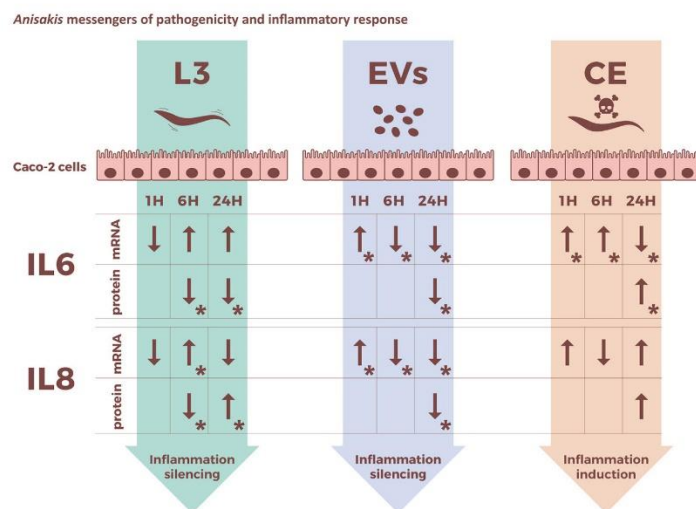 Anisakis messengers of pathogenicity and inflammatory response
L3 EVs CE
Caco-2 cells
1H 6H 24H 1H 6H 24H 1H 6H 24H
IL6
mRNA ↓ ↑ ↑ ↑* ↓* ↓* ↑* ↑* ↓*
protein ↓* ↓* ↓* ↑*
IL8
mRNA ↓ ↑* ↓ ↑* ↓* ↓* ↑ ↓ ↑
protein ↓* ↑* ↓* ↑
Inflammation Inflammation Inflammation
silencing silencing induction